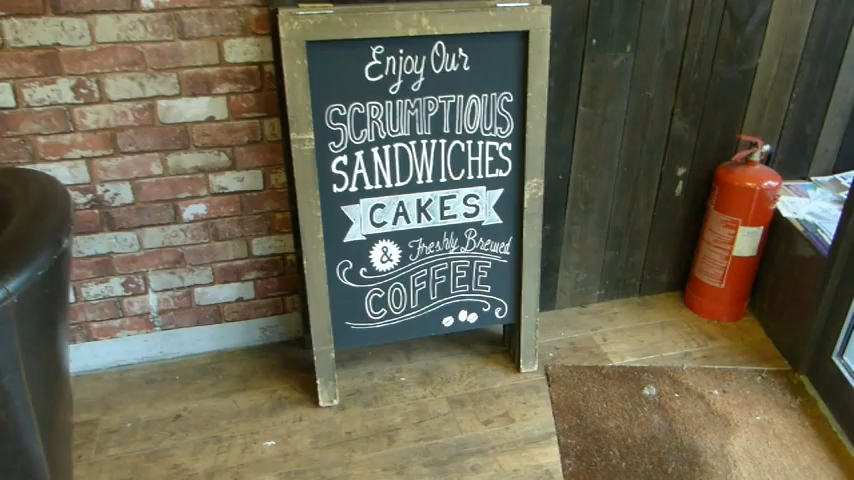 Enjoy Our
SCRUMPTIOUS
SANDWICHES
CAKES
& Freshly Brewed
COFFEE